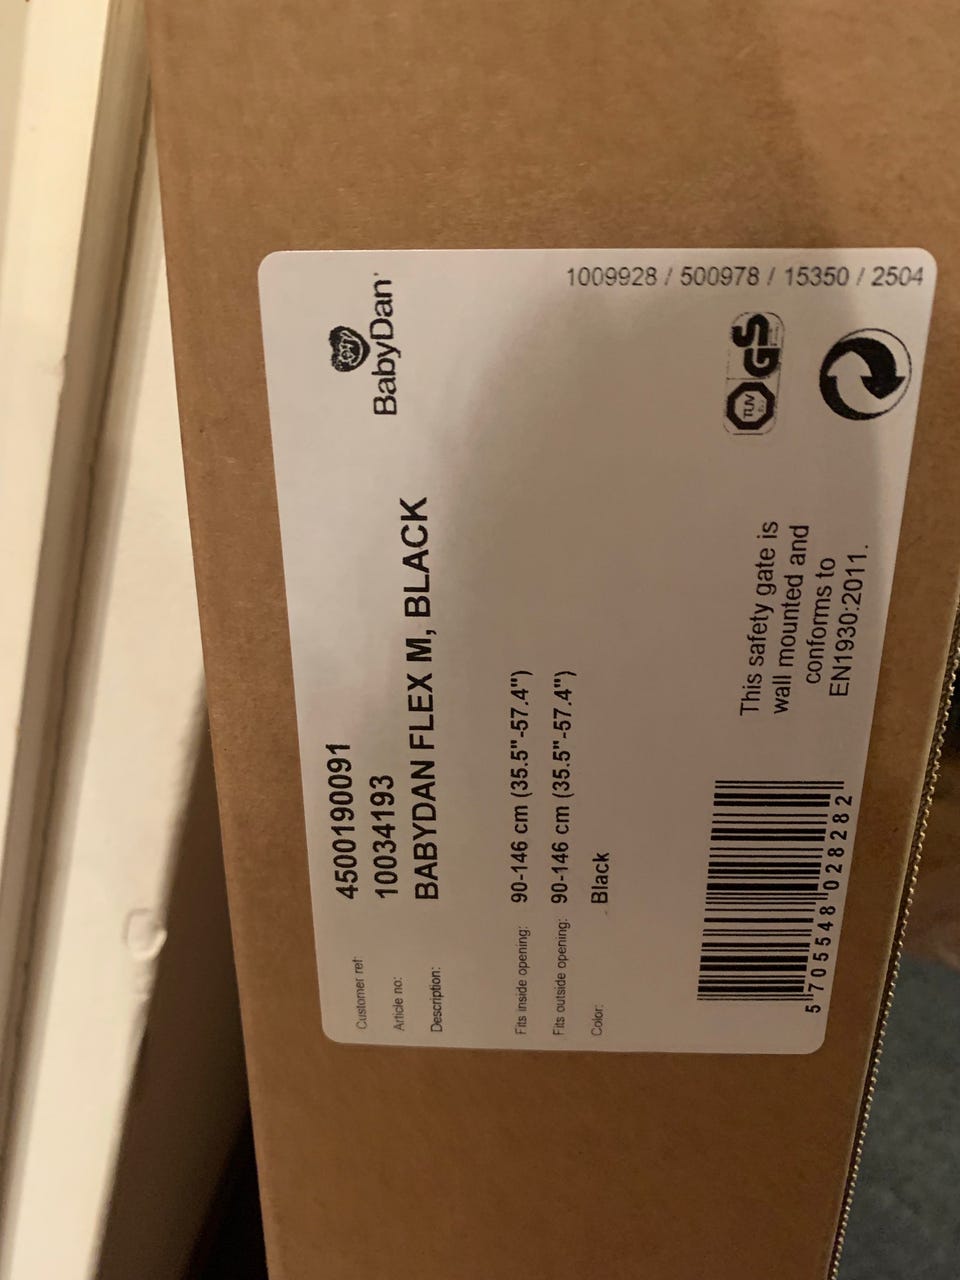 Customer ref: 4500190091
Article no: 10034193
Description: BABYDAN FLEX M, BLACK
BabyDan
Fits inside opening: 90-146 cm (35.5"-57.4")
Fits outside opening: 90-146 cm (35.5"-57.4")
Color: Black
5 705548 028282
This safety gate is
wall mounted and
conforms to
EN1930:2011.
TÜV GS
1009928 / 500978 / 15350 / 2504